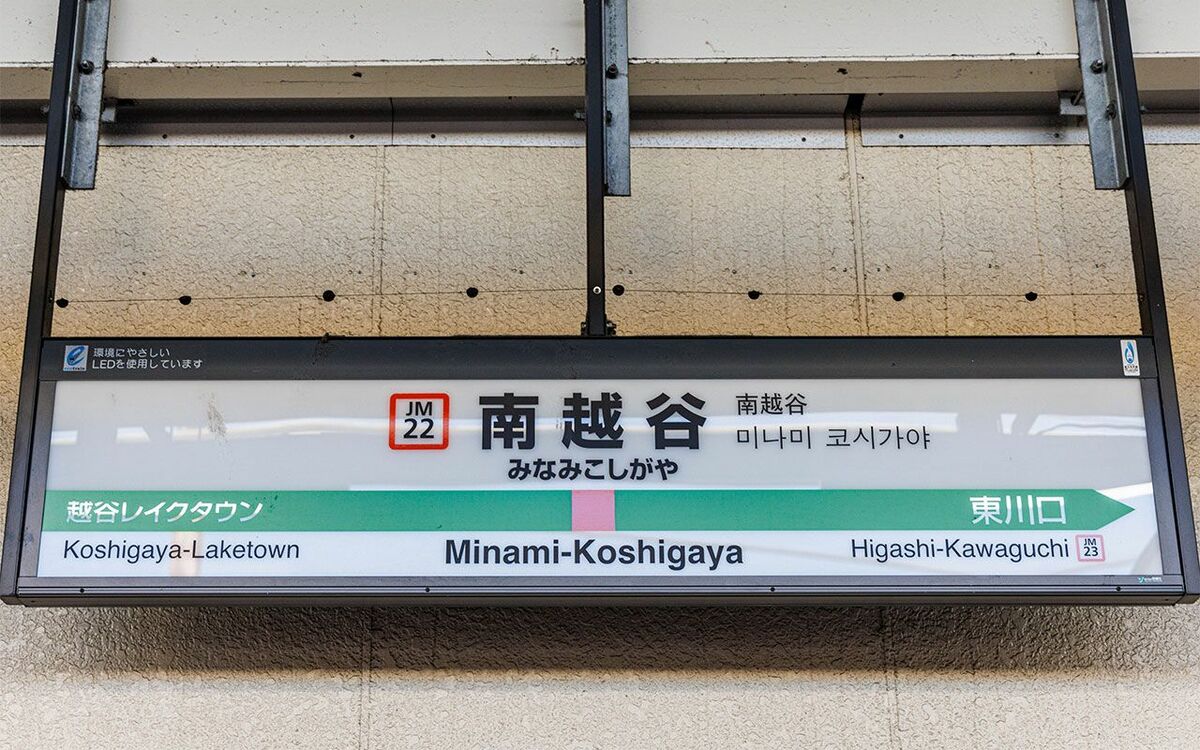 環境にやさしい
LEDを使用しています
JM
22
南越谷
南越谷
미나미 코시가야
みなみこしがや
越谷レイクタウン
東川口
Koshigaya-Laketown
Minami-Koshigaya
Higashi-Kawaguchi
JM
23